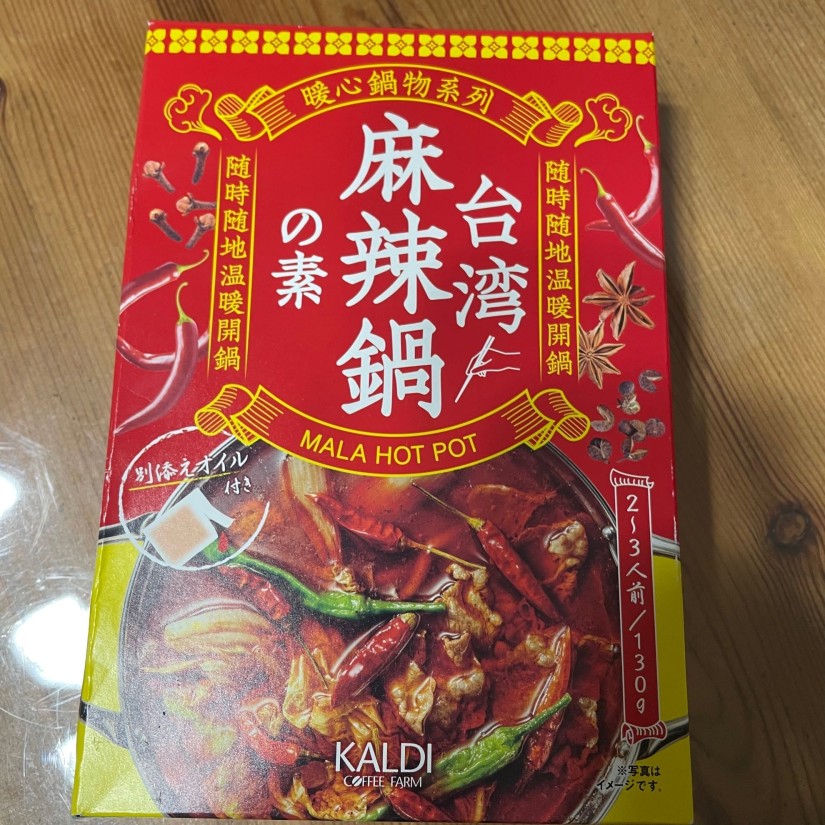 暖心鍋物系列
台湾
麻辣鍋
の素
随時随地温暖開鍋
随時随地温暖開鍋
MALA HOT POT
別添えオイル
付き
2〜3人前/130g
KALDI
COFFEE FARM
※写真は
イメージです。